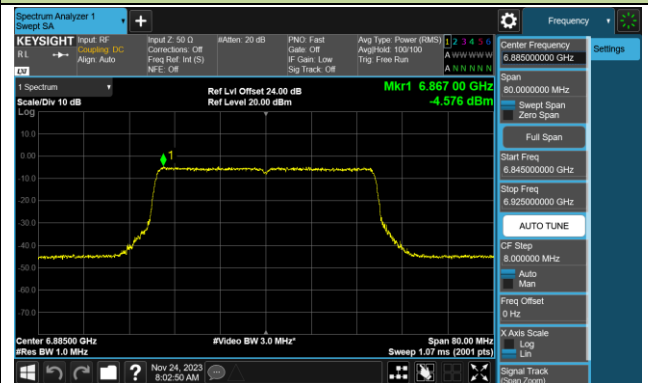 Spectrum Analyzer 1
Swept SA
+
Frequency
KEYSIGHT
RL
Input: RF
Coupling: DC
Align: Auto
Input Z: 50 Ω
Corrections: Off
Freq Ref: Int (S)
NFE: Off
#Atten: 20 dB
PNO: Fast
Gate: Off
IF Gain: Low
Sig Track: Off
Avg Type: Power (RMS)
Avg|Hold: 100/100
Trig: Free Run
1 2 3 4 5 6
A W W W W W
A N N N N N
1 Spectrum
Scale/Div 10 dB
Log
Ref Lvl Offset 24.00 dB
Ref Level 20.00 dBm
Mkr1 6.867 00 GHz
-4.576 dBm
10.0
0.00
-10.0
-20.0
-30.0
-40.0
-50.0
-60.0
-70.0
1
Center 6.88500 GHz
#Res BW 1.0 MHz
#Video BW 3.0 MHz*
Span 80.00 MHz
Sweep 1.07 ms (2001 pts)
?
Nov 24, 2023
8:02:50 AM
Center Frequency
6.885000000 GHz
Settings
Span
80.0000000 MHz
Swept Span
Zero Span
Full Span
Start Freq
6.845000000 GHz
Stop Freq
6.925000000 GHz
AUTO TUNE
CF Step
8.000000 MHz
Auto
Man
Freq Offset
0 Hz
X Axis Scale
Log
Lin
Signal Track
(Span Zoom)